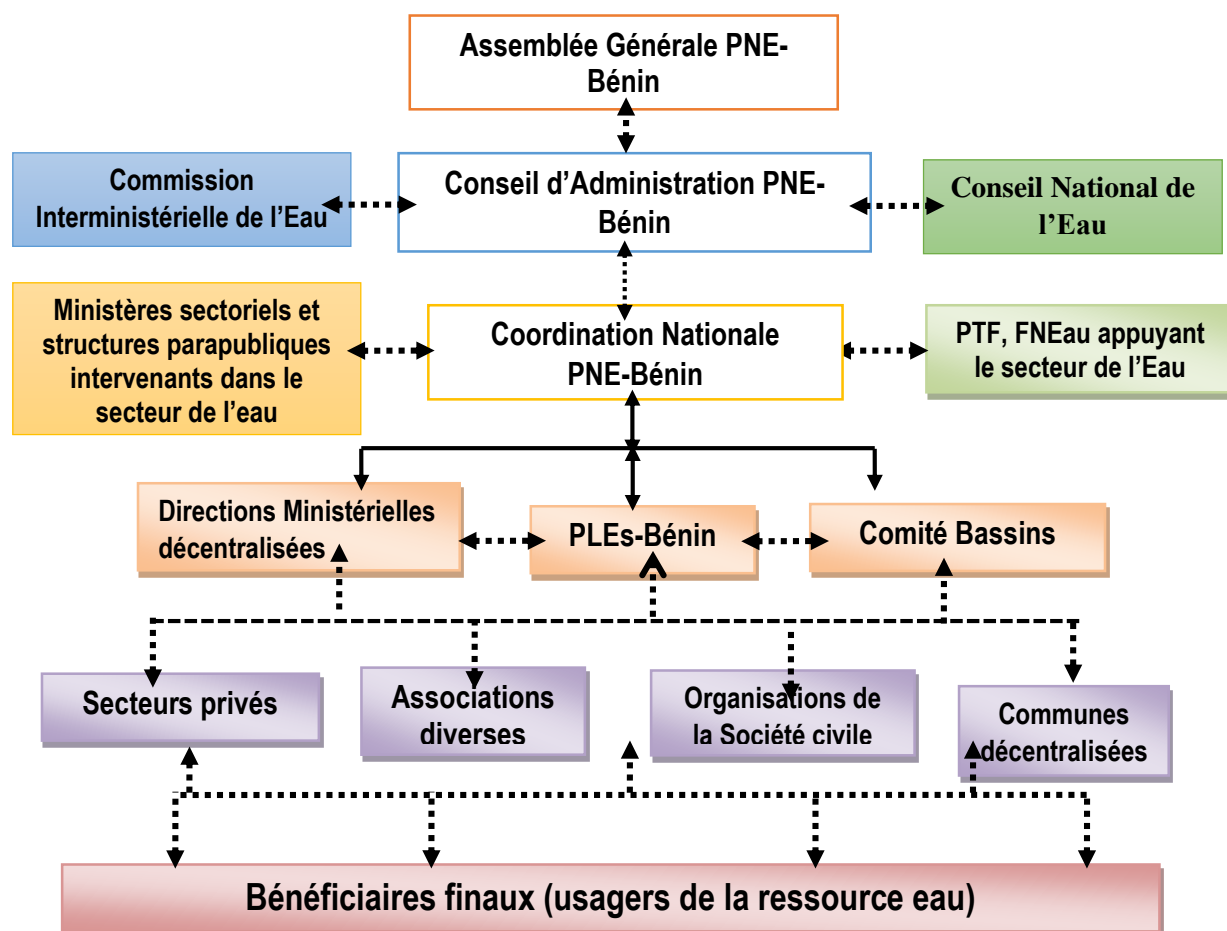 Assemblée Générale PNE-
Bénin
Commission
Interministérielle de l'Eau
Conseil d'Administration PNE-
Bénin
Conseil National de
l'Eau
Ministères sectoriels et
structures parapubliques
intervenants dans le
secteur de l'eau
Coordination Nationale
PNE-Bénin
PTF, FNEau appuyant
le secteur de l'Eau
Directions Ministérielles
décentralisées
PLEs-Bénin
Comité Bassins
Secteurs privés
Associations
diverses
Organisations de
la Société civile
Communes
décentralisées
Bénéficiaires finaux (usagers de la ressource eau)